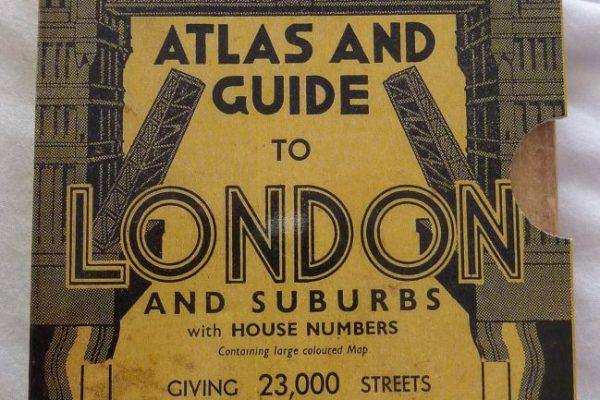 ATLAS AND
GUIDE
TO
LONDON
AND SUBURBS
with HOUSE NUMBERS
Containing large coloured Map
GIVING 23,000 STREETS